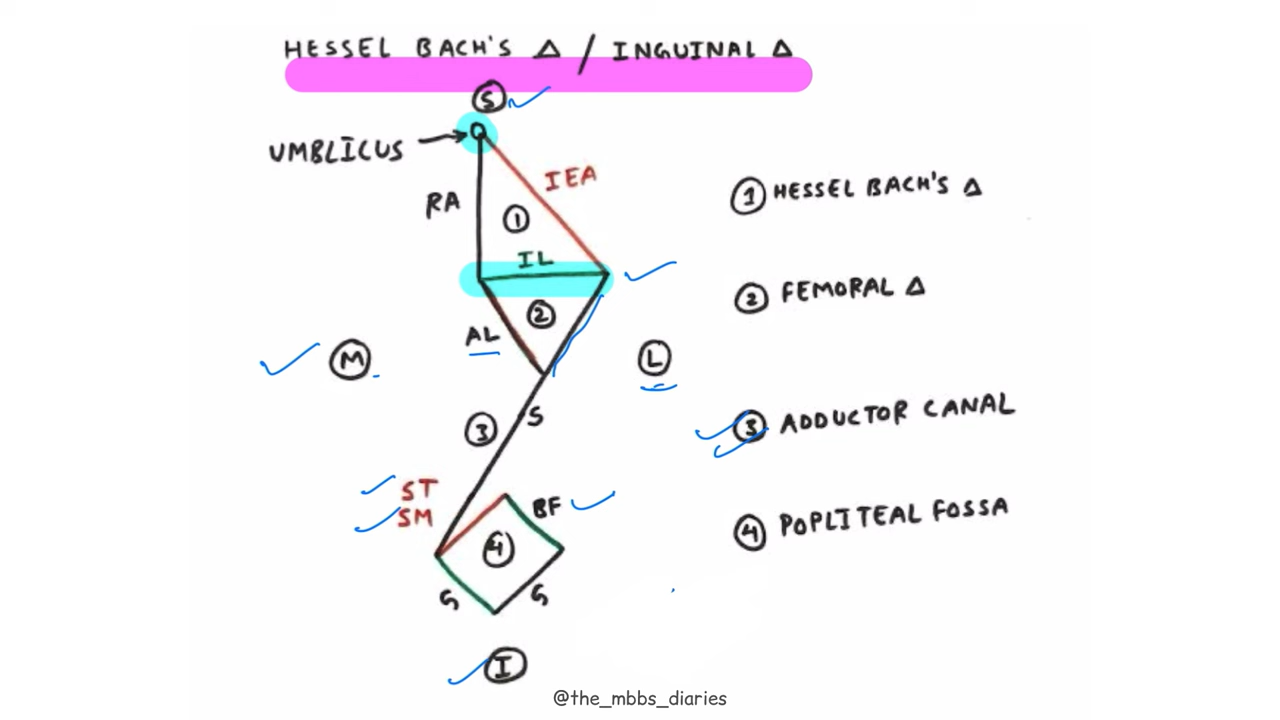 HESSEL BACH'S Δ / INGUINAL Δ
S
UMBLICUS
IEA
RA
1
IL
2
AL
M
L
3
S
ST
SM
BF
4
G
G
I
1 HESSEL BACH'S Δ
2 FEMORAL Δ
3 ADDUCTOR CANAL
4 POPLITEAL FOSSA
@the_mbbs_diaries